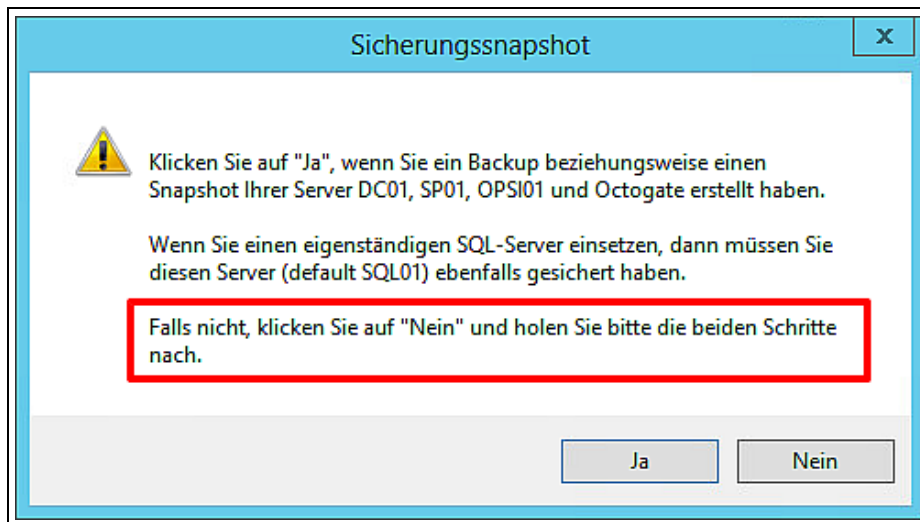 Sicherungssnapshot
x
Klicken Sie auf "Ja", wenn Sie ein Backup beziehungsweise einen
Snapshot Ihrer Server DC01, SP01, OPSI01 und Octogate erstellt haben.
Wenn Sie einen eigenständigen SQL-Server einsetzen, dann müssen Sie
diesen Server (default SQL01) ebenfalls gesichert haben.
Falls nicht, klicken Sie auf "Nein" und holen Sie bitte die beiden Schritte
nach.
Ja
Nein